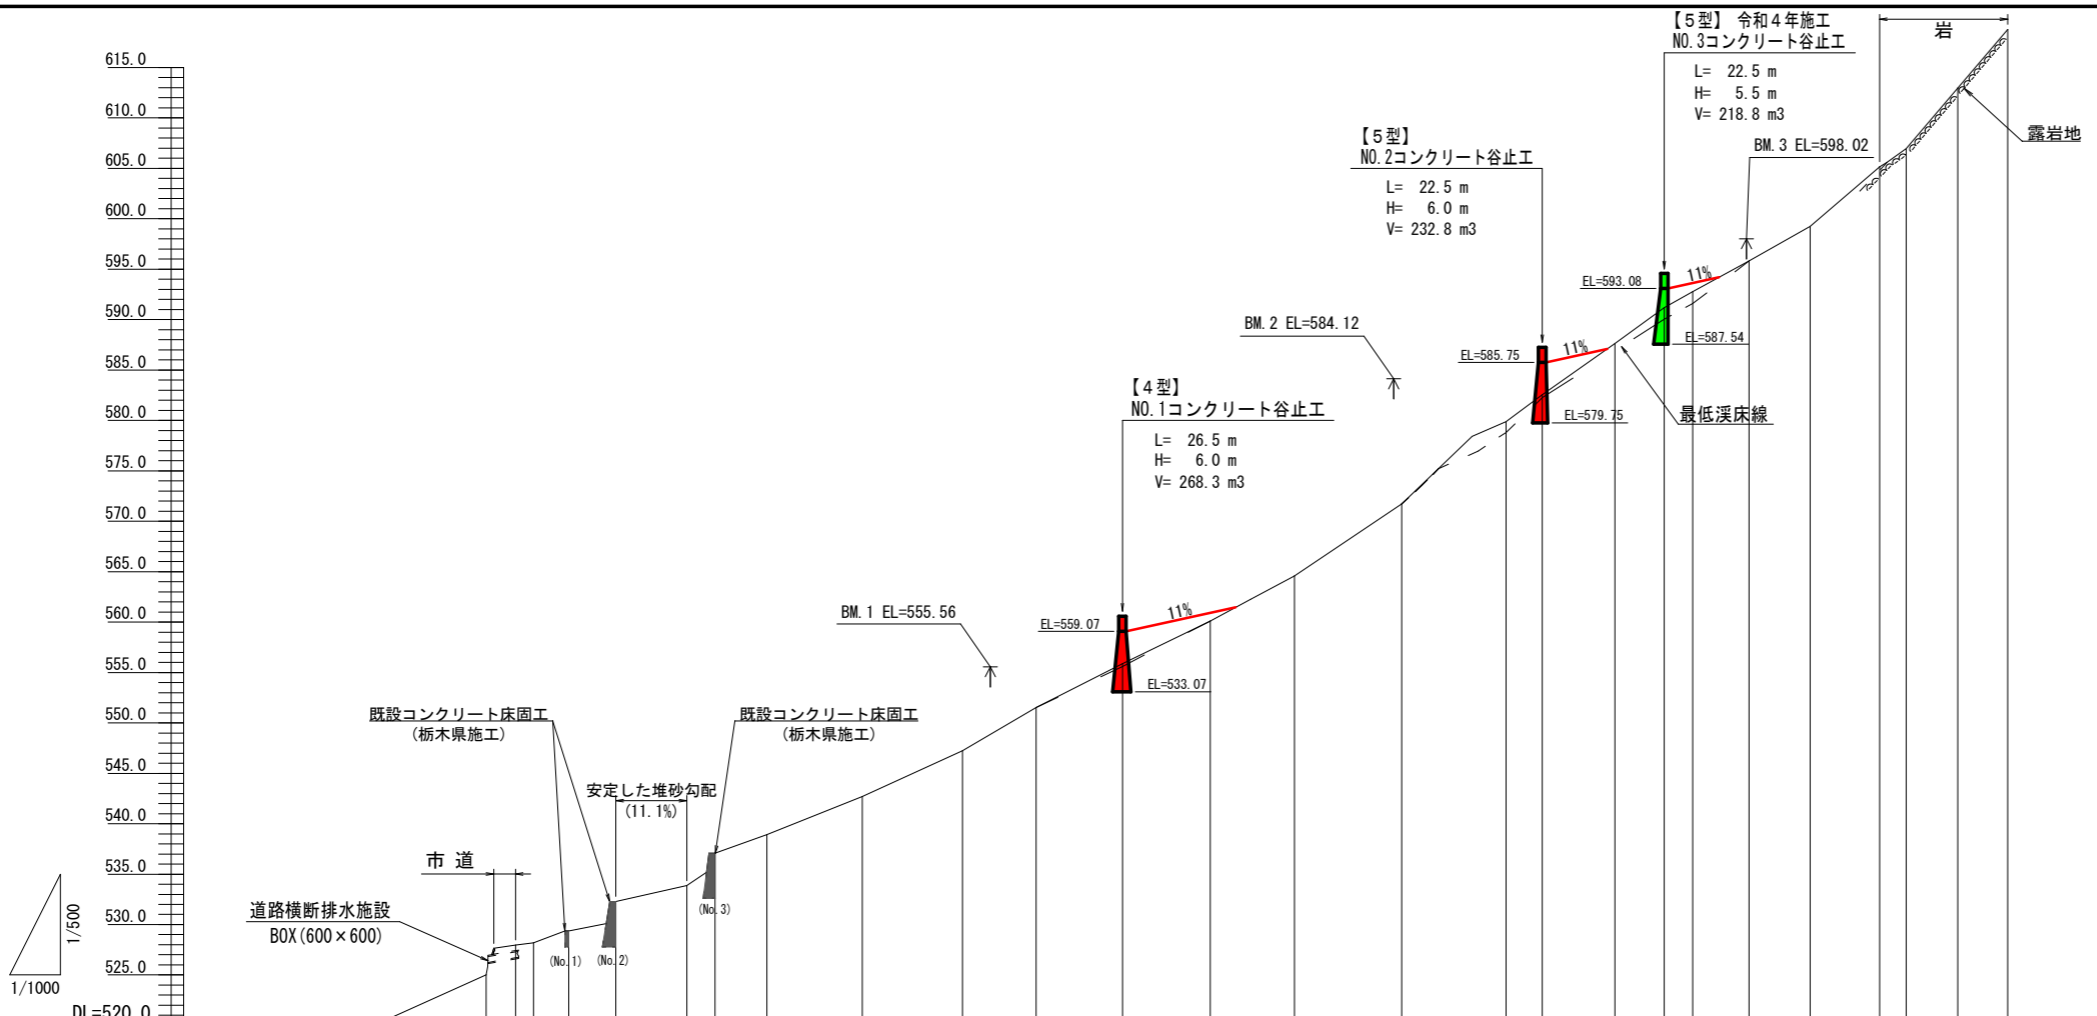 【5型】 令和4年施工
NO.3コンクリート谷止工
L= 22.5 m
H= 5.5 m
V= 218.8 m3
岩
露岩地
BM.3 EL=598.02
【5型】
NO.2コンクリート谷止工
L= 22.5 m
H= 6.0 m
V= 232.8 m3
EL=593.08
11%
EL=587.54
BM.2 EL=584.12
EL=585.75
11%
EL=579.75
最低渓床線
【4型】
NO.1コンクリート谷止工
L= 26.5 m
H= 6.0 m
V= 268.3 m3
BM.1 EL=555.56
EL=559.07
11%
EL=533.07
既設コンクリート床固工
(栃木県施工)
既設コンクリート床固工
(栃木県施工)
安定した堆砂勾配
(11.1%)
市 道
道路横断排水施設
BOX(600×600)
(No.1)
(No.2)
(No.3)
615.0
610.0
605.0
600.0
595.0
590.0
585.0
580.0
575.0
570.0
565.0
560.0
555.0
550.0
545.0
540.0
535.0
530.0
525.0
DL=520.0
1/500
1/1000